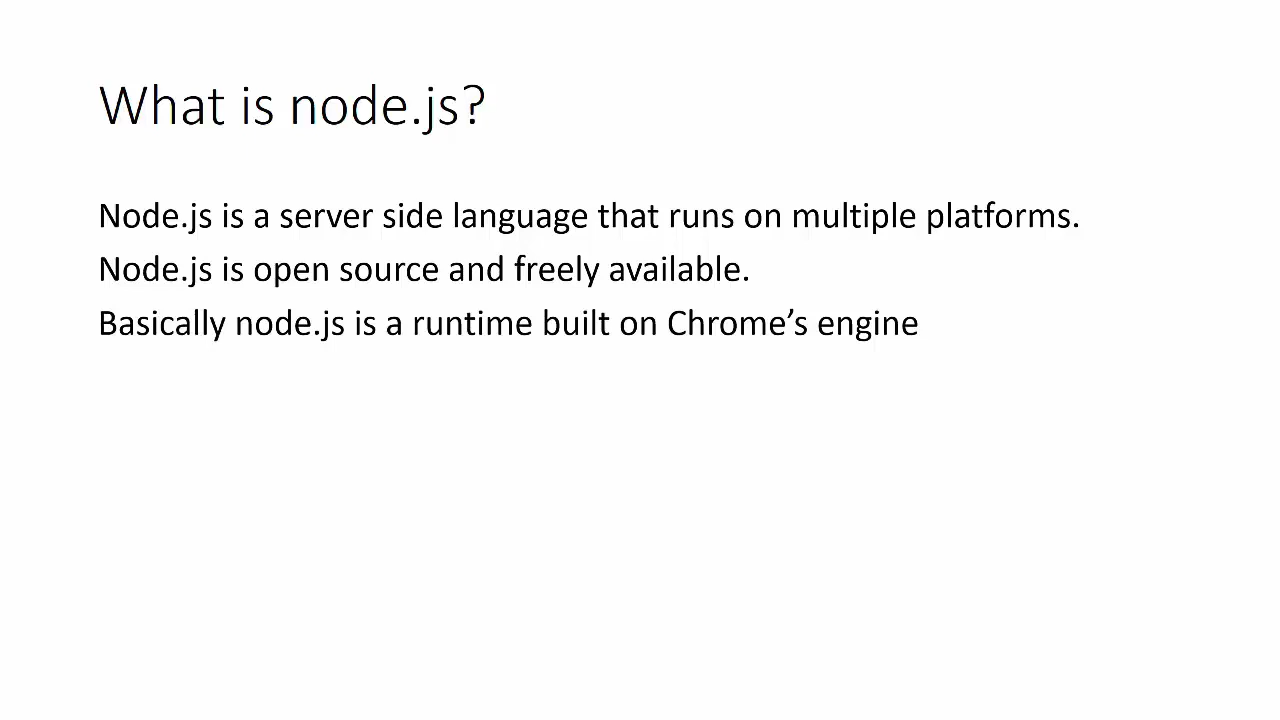 What is node.js?
Node.js is a server side language that runs on multiple platforms.
Node.js is open source and freely available.
Basically node.js is a runtime built on Chrome’s engine